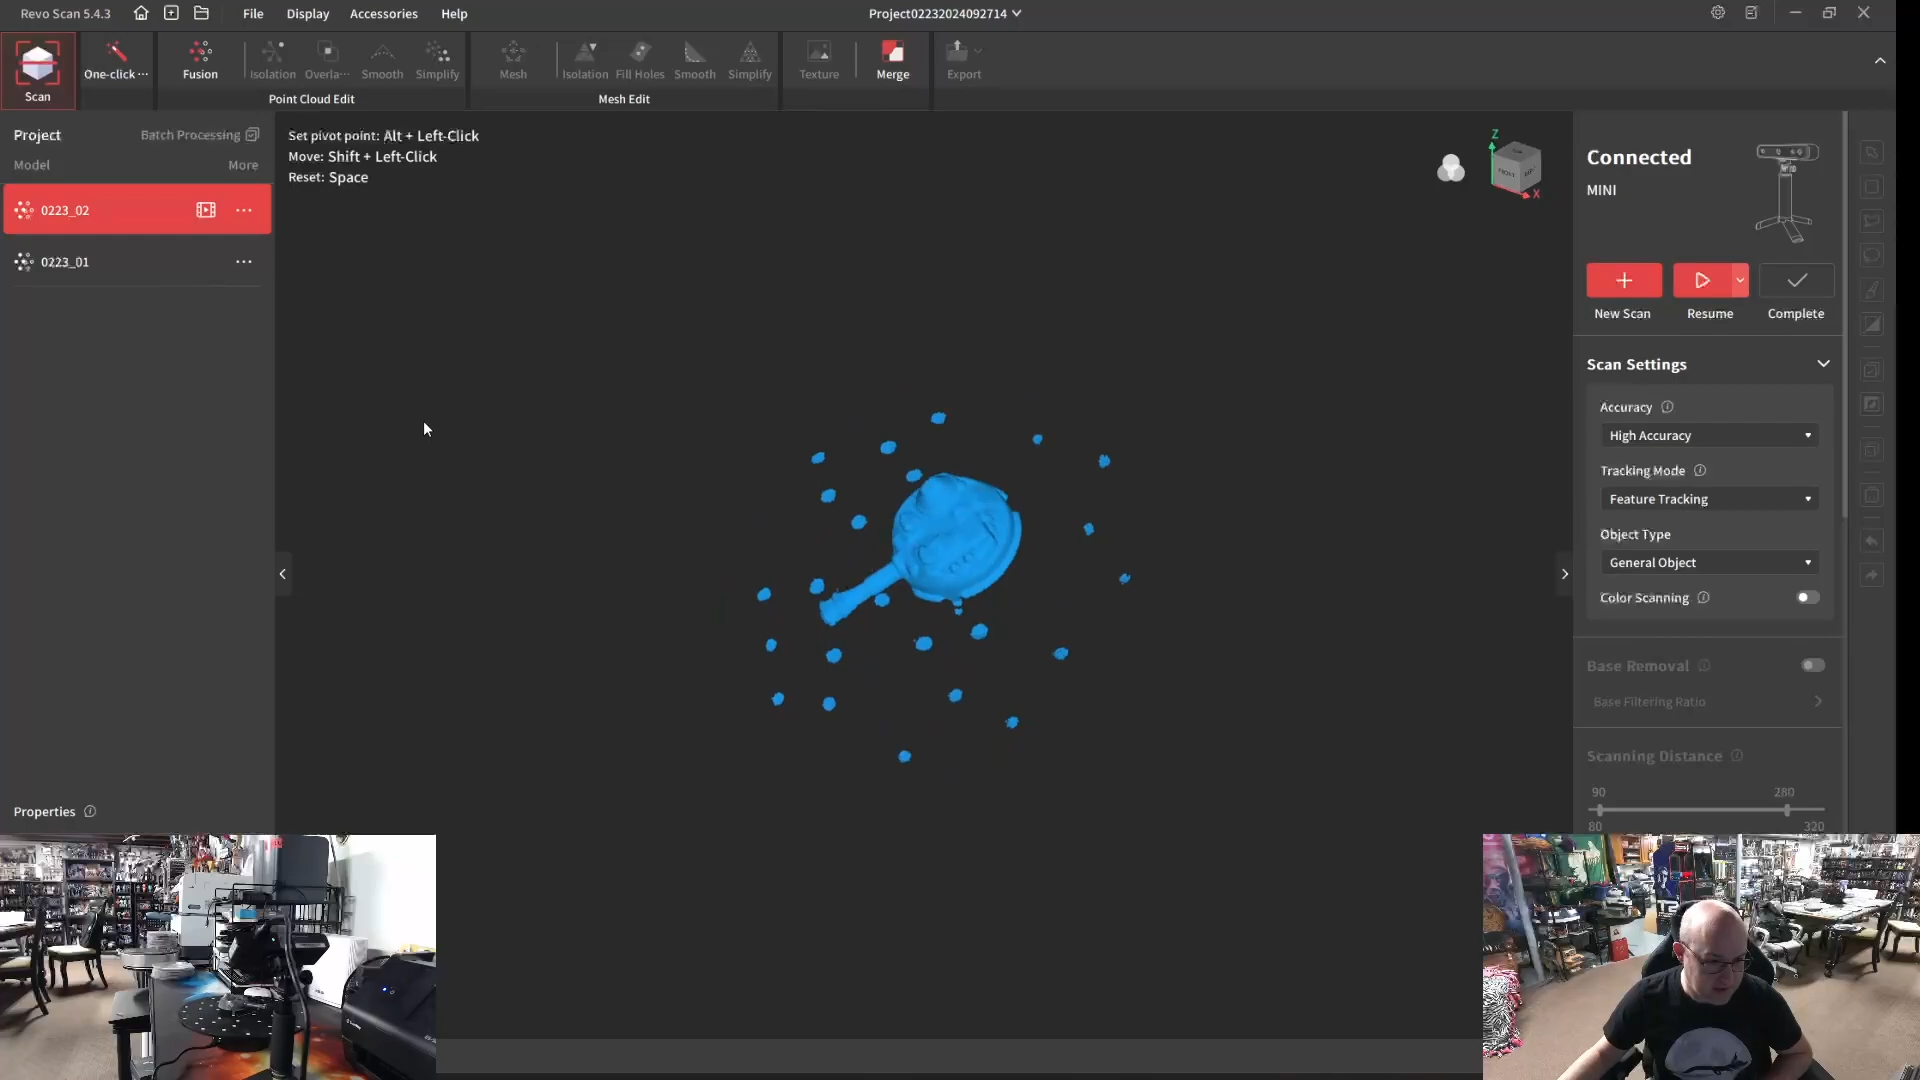 Revo Scan 5.4.3
File
Display
Accessories
Help
Project02232024092714
Scan
One-click ···
Fusion
Isolation
Overla···
Smooth
Simplify
Point Cloud Edit
Mesh
Isolation
Fill Holes
Smooth
Simplify
Mesh Edit
Texture
Merge
Export
Project
Batch Processing
Model
More
0223_02
0223_01
Properties
Set pivot point: Alt + Left-Click
Move: Shift + Left-Click
Reset: Space
Z
X
FRONT
Connected
MINI
New Scan
Resume
Complete
Scan Settings
Accuracy
High Accuracy
Tracking Mode
Feature Tracking
Object Type
General Object
Color Scanning
Base Removal
Base Filtering Ratio
Scanning Distance
90
280
80
320